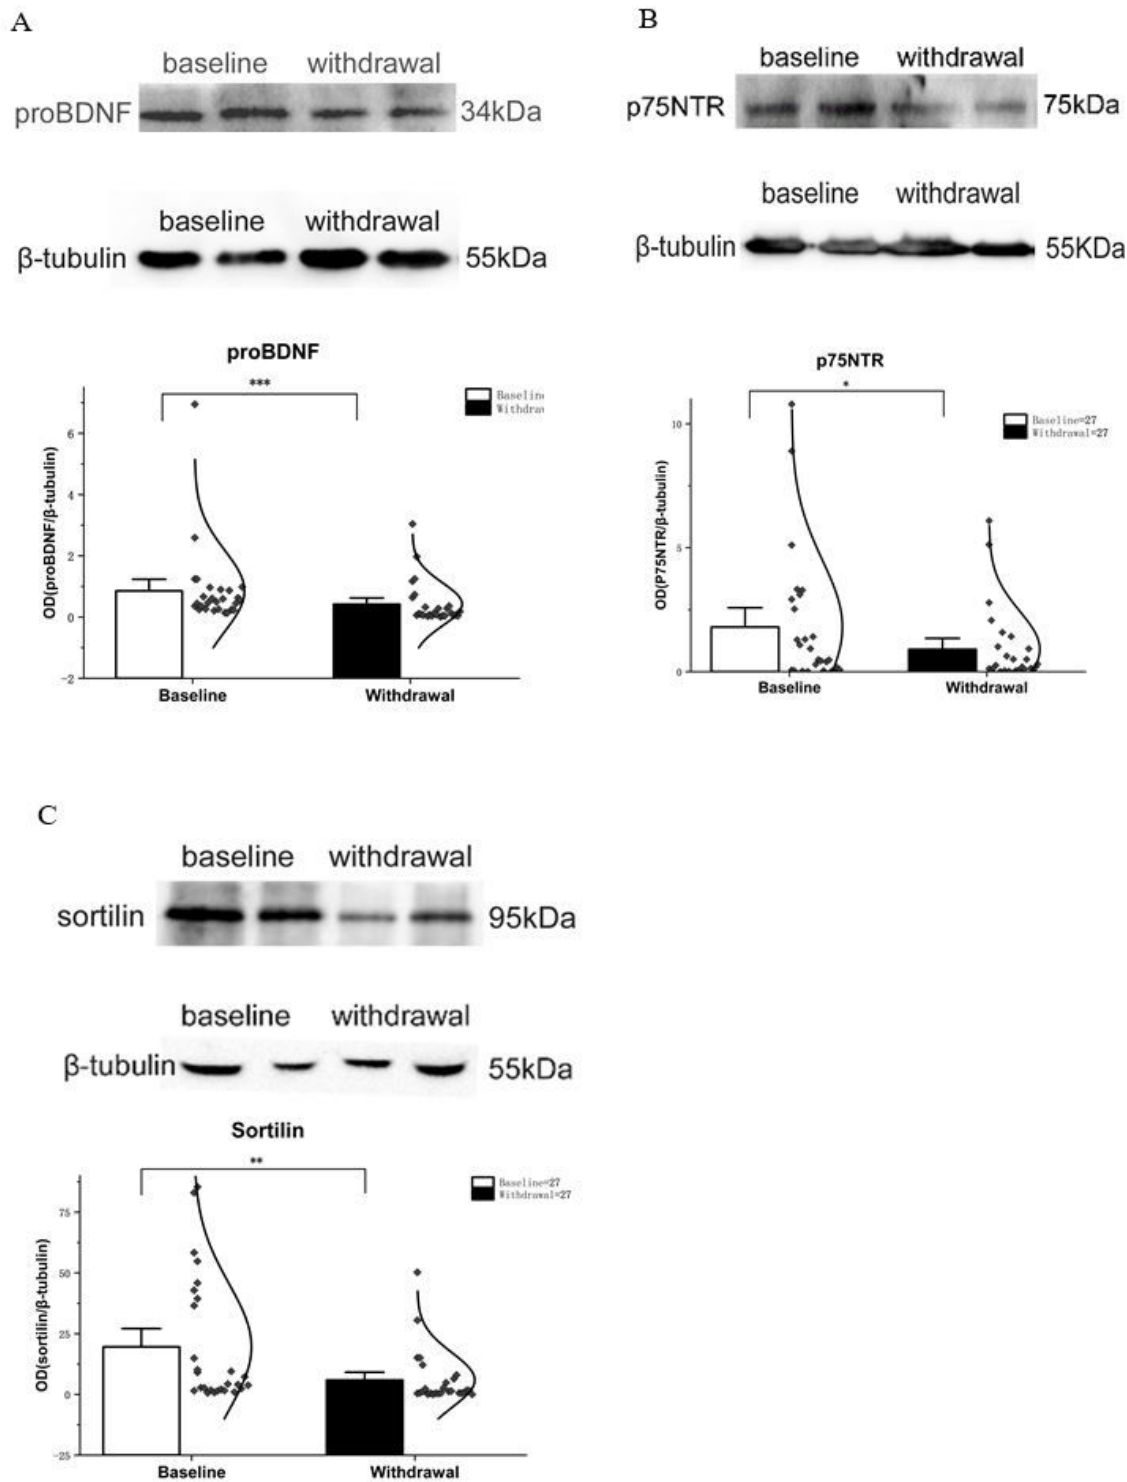 A
baseline withdrawal
proBDNF 34kDa
baseline withdrawal
β-tubulin 55kDa
proBDNF
***
Baselin
Withdraw
OD(proBDNF/β-tubulin)
6
4
2
0
-2
Baseline Withdrawal
B
baseline withdrawal
p75NTR 75kDa
baseline withdrawal
β-tubulin 55KDa
p75NTR
*
Baseline=27
Withdrawal=27
OD(P75NTR/β-tubulin)
10
5
0
Baseline Withdrawal
C
baseline withdrawal
sortilin 95kDa
baseline withdrawal
β-tubulin 55kDa
Sortilin
**
Baseline=27
Withdrawal=27
OD(sortilin/β-tubulin)
75
50
25
0
-25
Baseline Withdrawal